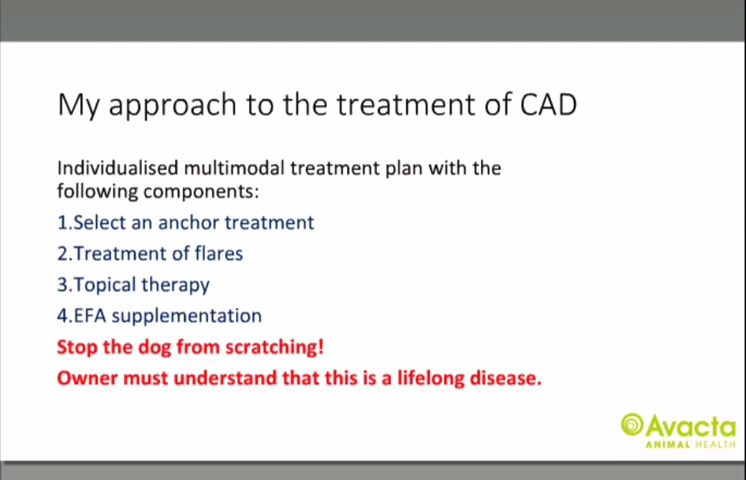 My approach to the treatment of CAD
Individualised multimodal treatment plan with the
following components:
1.Select an anchor treatment
2.Treatment of flares
3.Topical therapy
4.EFA supplementation
Stop the dog from scratching!
Owner must understand that this is a lifelong disease.
Avacta
ANIMAL HEALTH